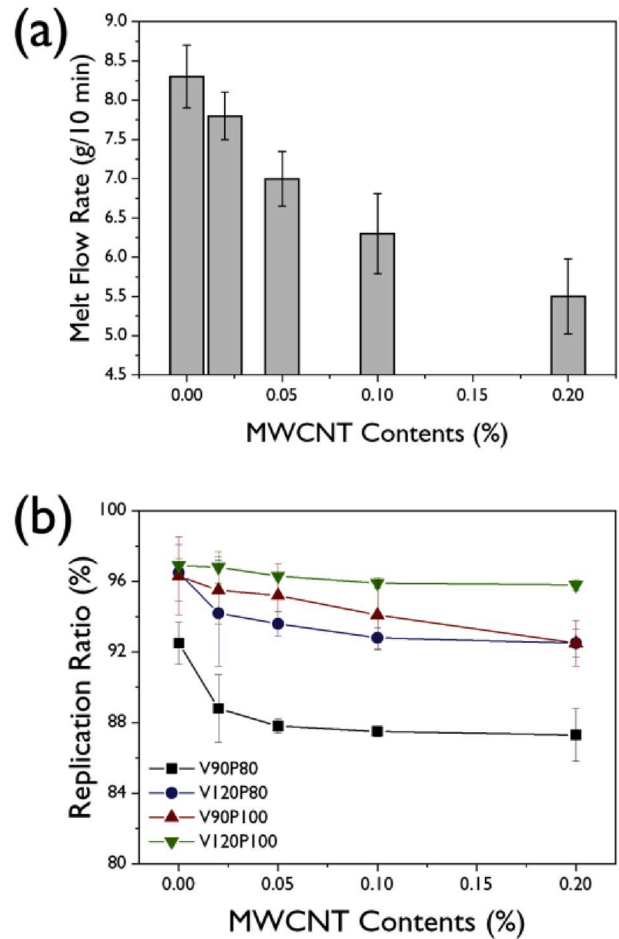 (a)
Melt Flow Rate (g/10 min)
9.0
8.5
8.0
7.5
7.0
6.5
6.0
5.5
5.0
4.5
0.00
0.05
0.10
0.15
0.20
MWCNT Contents (%)
(b)
Replication Ratio (%)
100
96
92
88
84
80
V90P80
V120P80
V90P100
V120P100
0.00
0.05
0.10
0.15
0.20
MWCNT Contents (%)